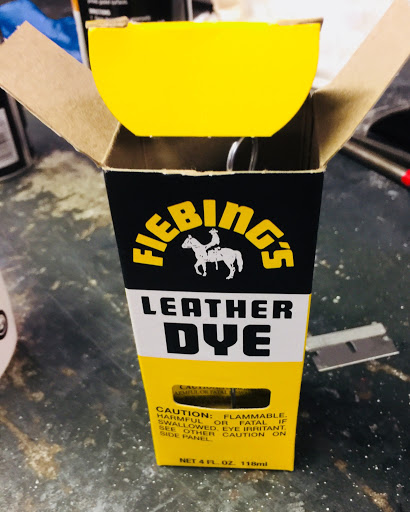 FIEBING'S
LEATHER
DYE
CAUTION: FLAMMABLE.
HARMFUL OR FATAL IF
SWALLOWED. EYE IRRITANT.
SEE OTHER CAUTION ON
SIDE PANEL.
NET 4 FL. OZ. 118ml